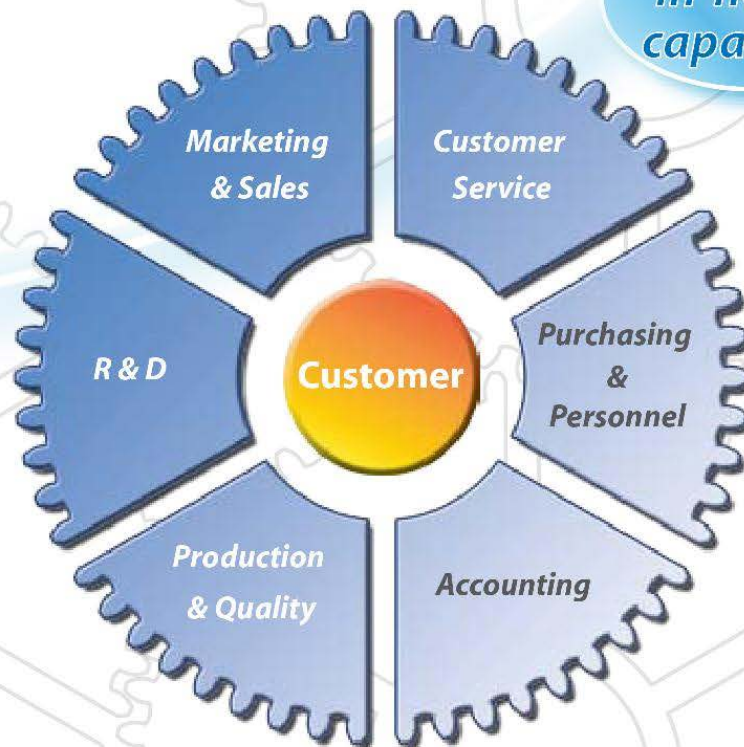 Marketing
& Sales
Customer
Service
R & D
Customer
Purchasing
&
Personnel
Production
& Quality
Accounting